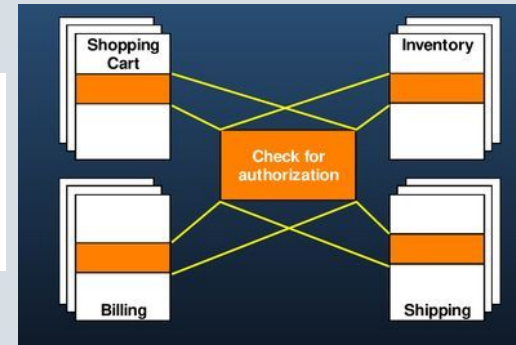 Shopping
Cart
Inventory
Check for
authorization
Billing
Shipping